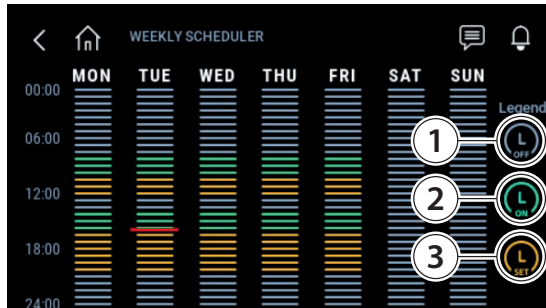 WEEKLY SCHEDULER
MON TUE WED THU FRI SAT SUN
00:00
Legend
06:00
1
L
OFF
12:00
2
L
ON
18:00
3
L
SET
24:00